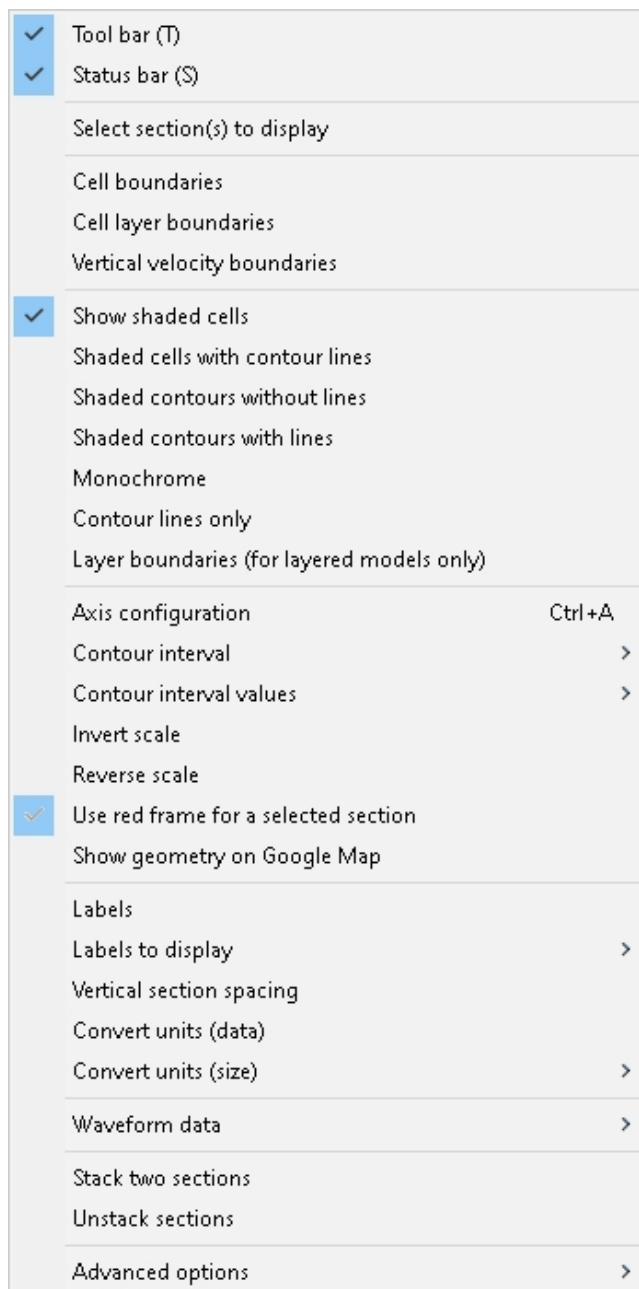 Tool bar (T)
Status bar (S)
Select section(s) to display
Cell boundaries
Cell layer boundaries
Vertical velocity boundaries
Show shaded cells
Shaded cells with contour lines
Shaded contours without lines
Shaded contours with lines
Monochrome
Contour lines only
Layer boundaries (for layered models only)
Axis configuration Ctrl+A
Contour interval
Contour interval values
Invert scale
Reverse scale
Use red frame for a selected section
Show geometry on Google Map
Labels
Labels to display
Vertical section spacing
Convert units (data)
Convert units (size)
Waveform data
Stack two sections
Unstack sections
Advanced options